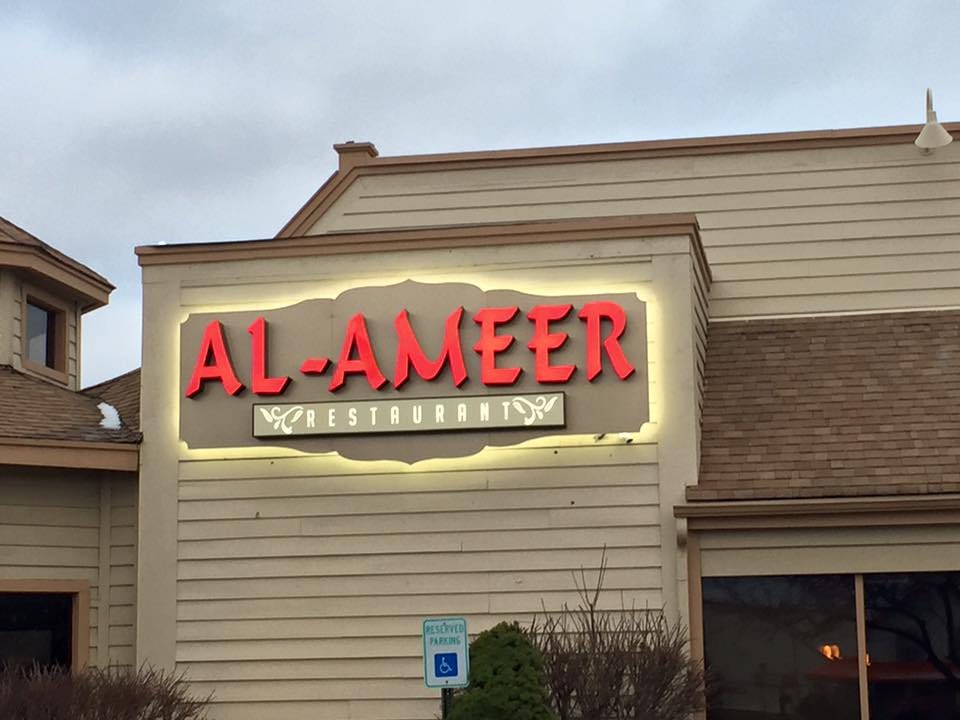 AL-AMEER
RESTAURANT
RESERVED
PARKING